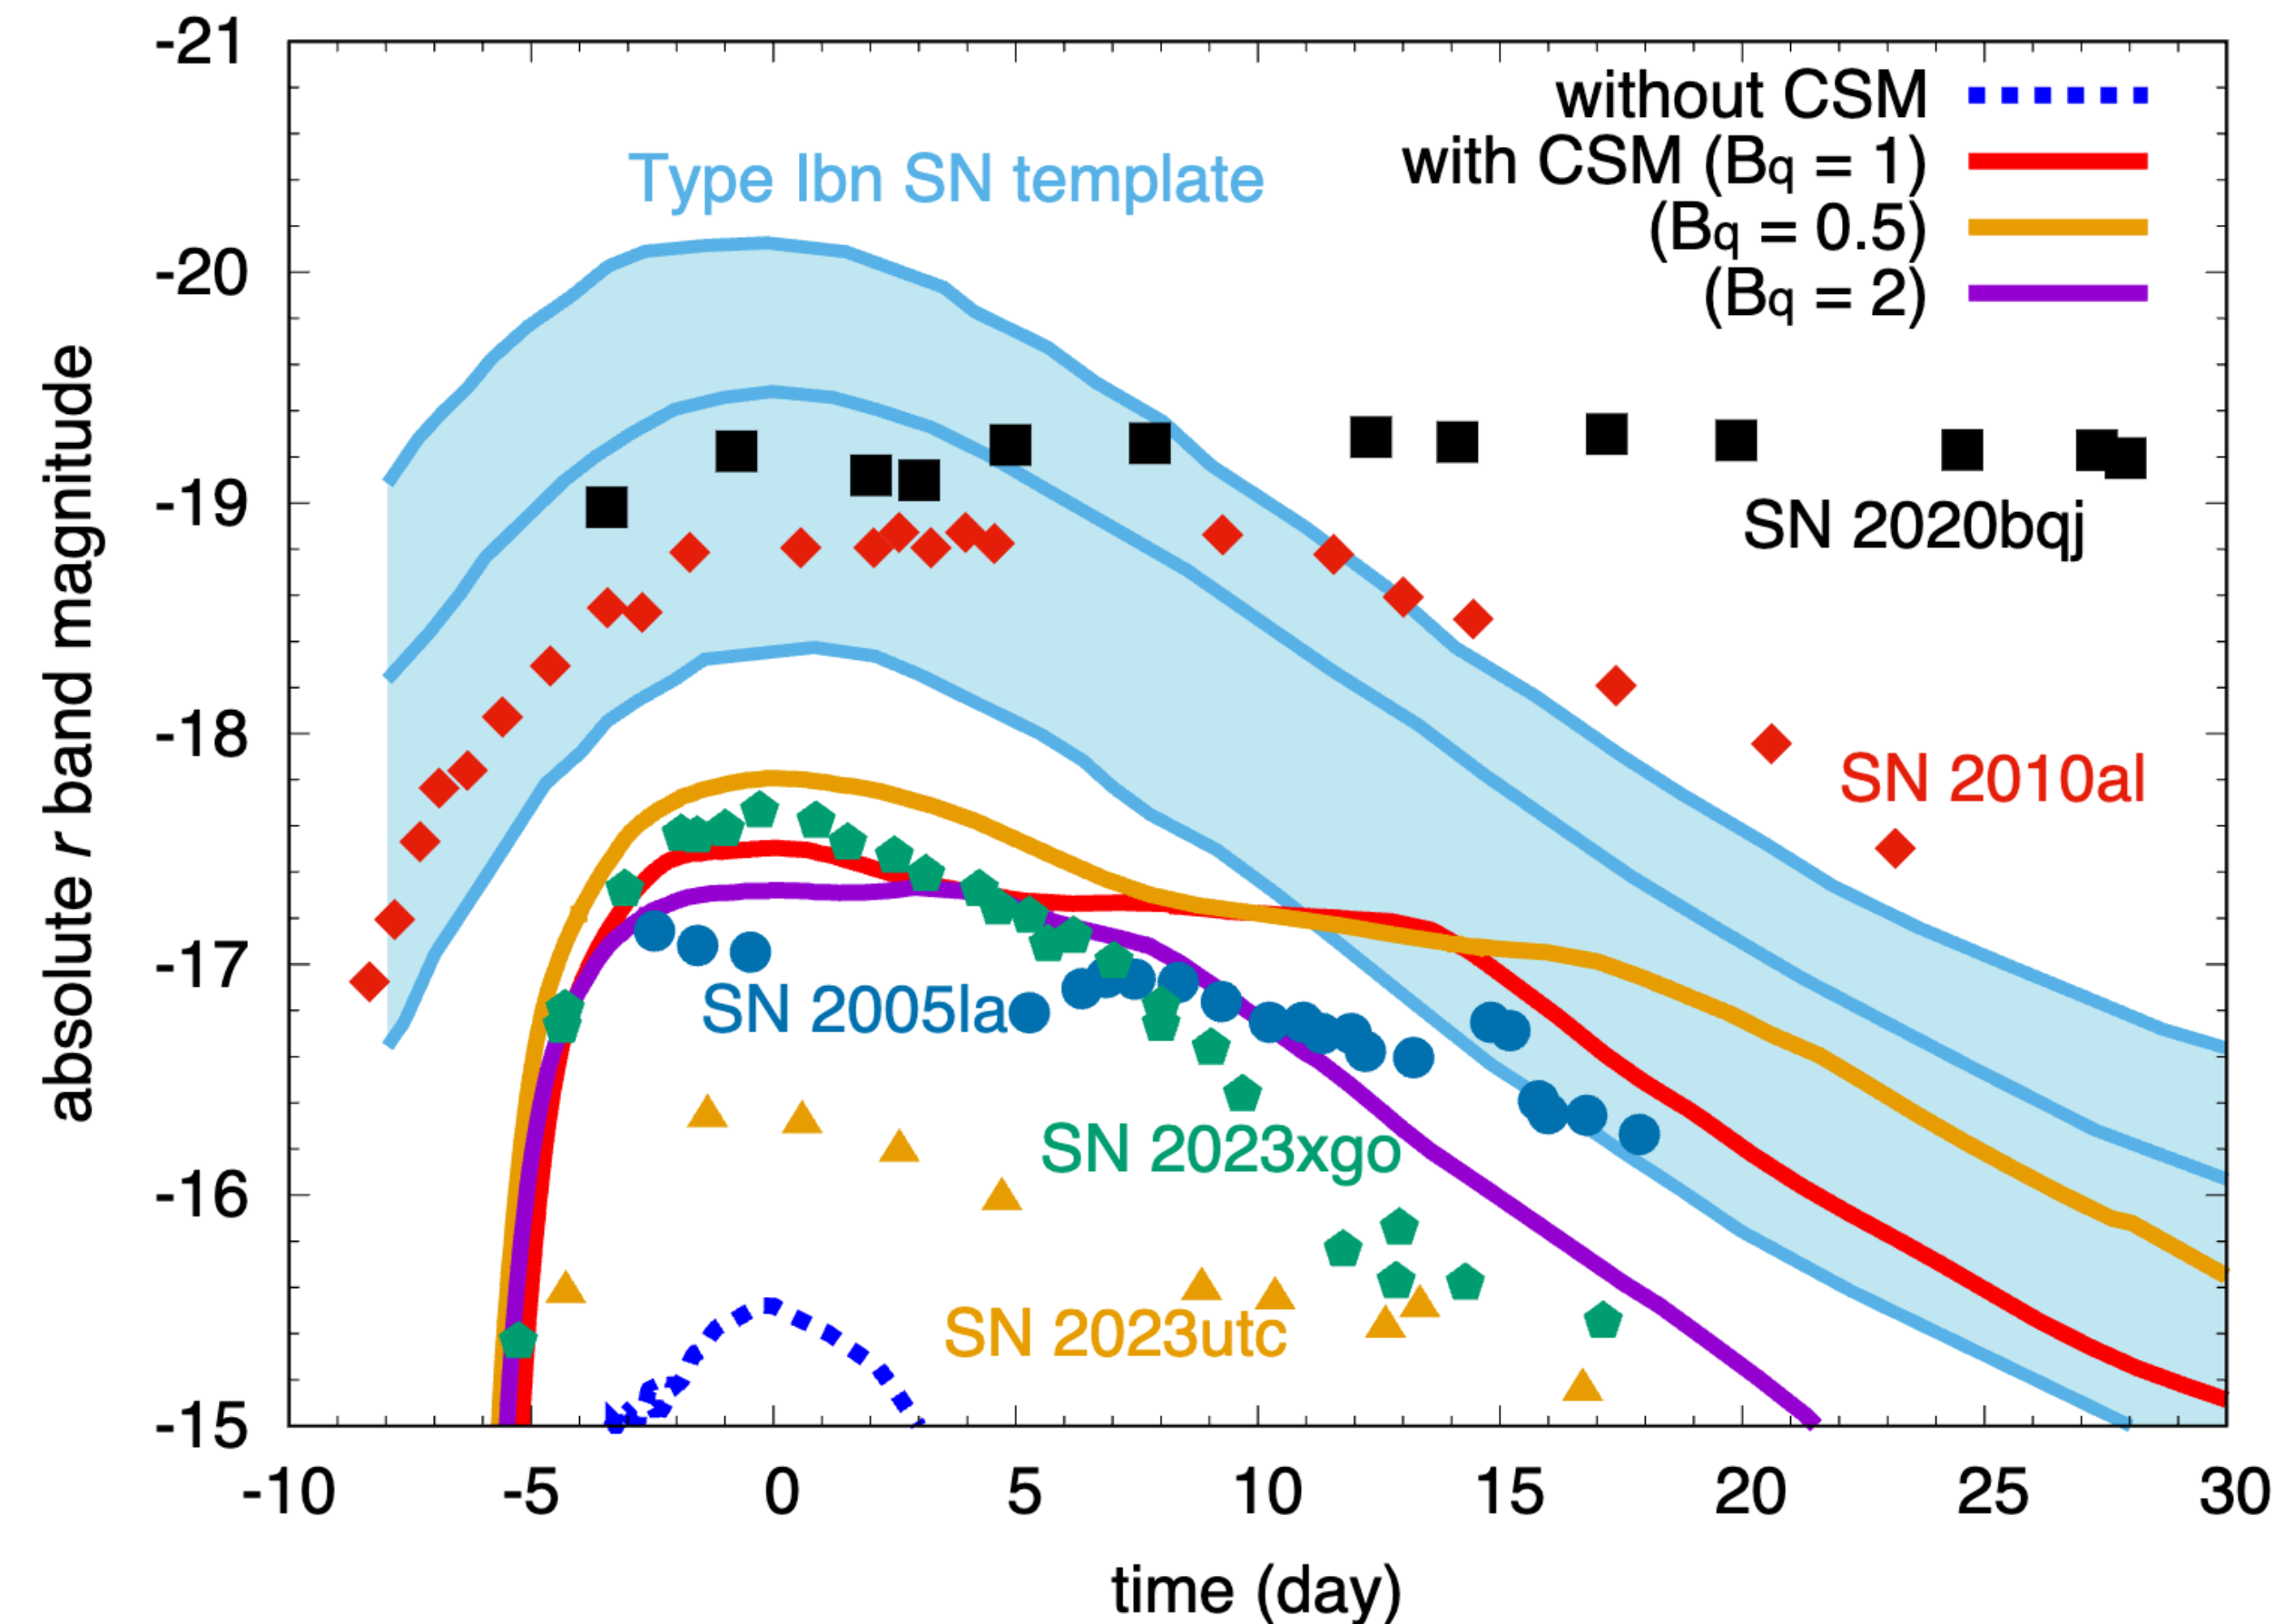 -21
-20
-19
-18
-17
-16
-15
absolute r band magnitude
without CSM
with CSM (Bq = 1)
(Bq = 0.5)
(Bq = 2)
Type Ibn SN template
SN 2020bqj
SN 2010al
SN 2005la
SN 2023xgo
SN 2023utc
-10 -5 0 5 10 15 20 25 30
time (day)